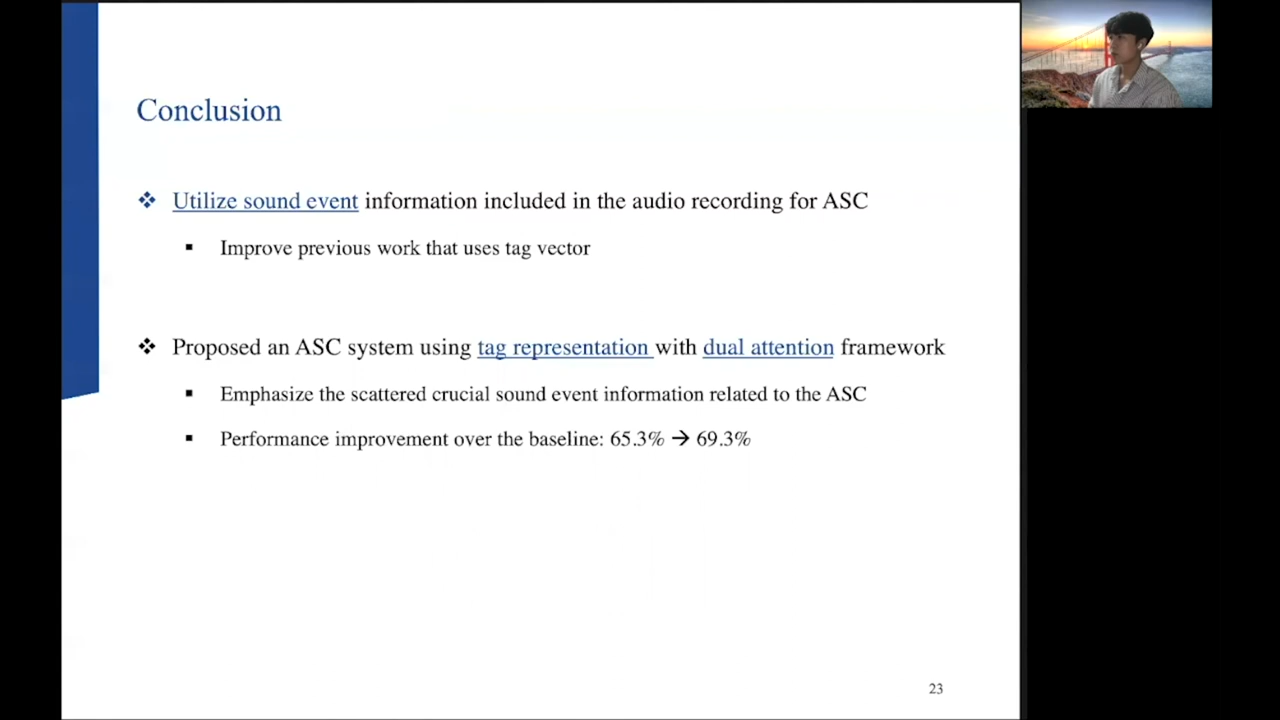 Conclusion
❖ Utilize sound event information included in the audio recording for ASC
▪ Improve previous work that uses tag vector
❖ Proposed an ASC system using tag representation with dual attention framework
▪ Emphasize the scattered crucial sound event information related to the ASC
▪ Performance improvement over the baseline: 65.3% → 69.3%
23